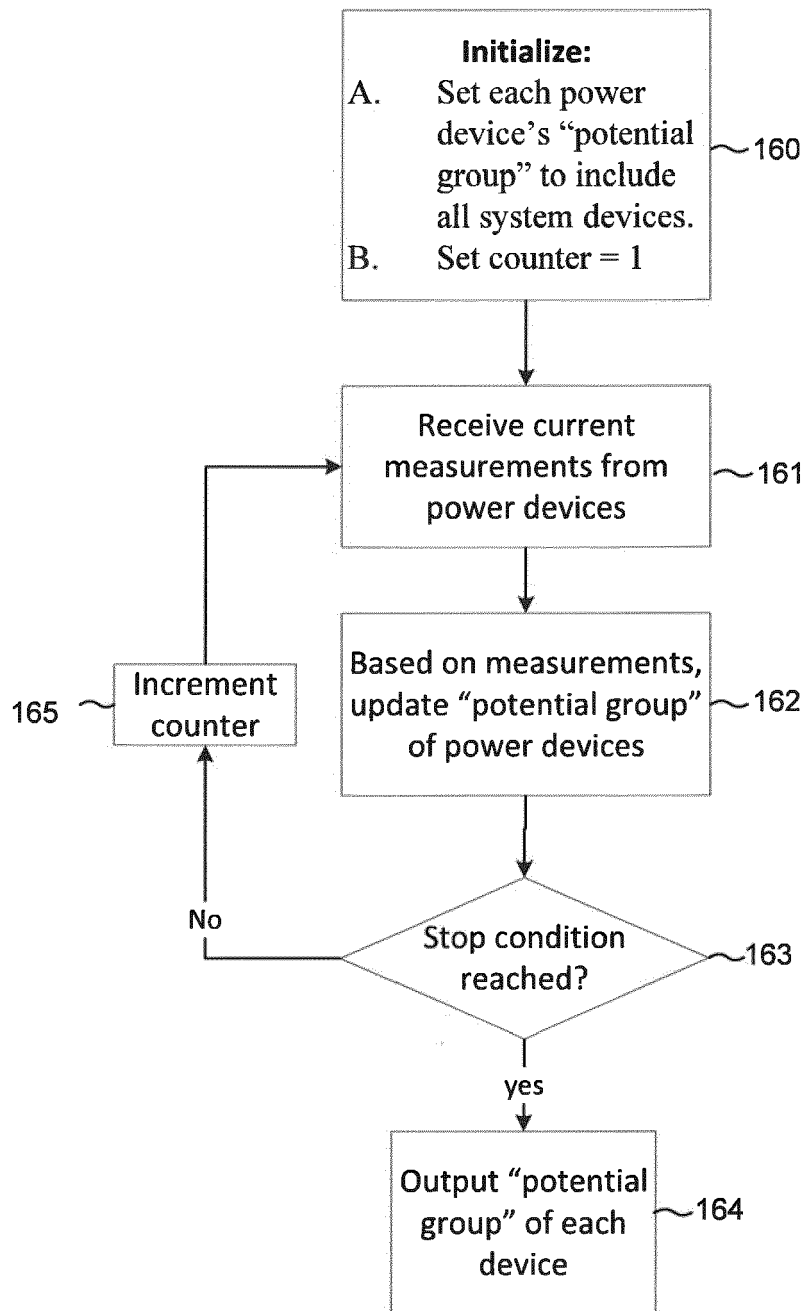 Initialize:
A. Set each power
device’s “potential
group” to include
all system devices.
B. Set counter = 1
160
Receive current
measurements from
power devices
161
Based on measurements,
update “potential group”
of power devices
162
Increment
counter
165
Stop condition
reached?
163
No
yes
Output “potential
group” of each
device
164